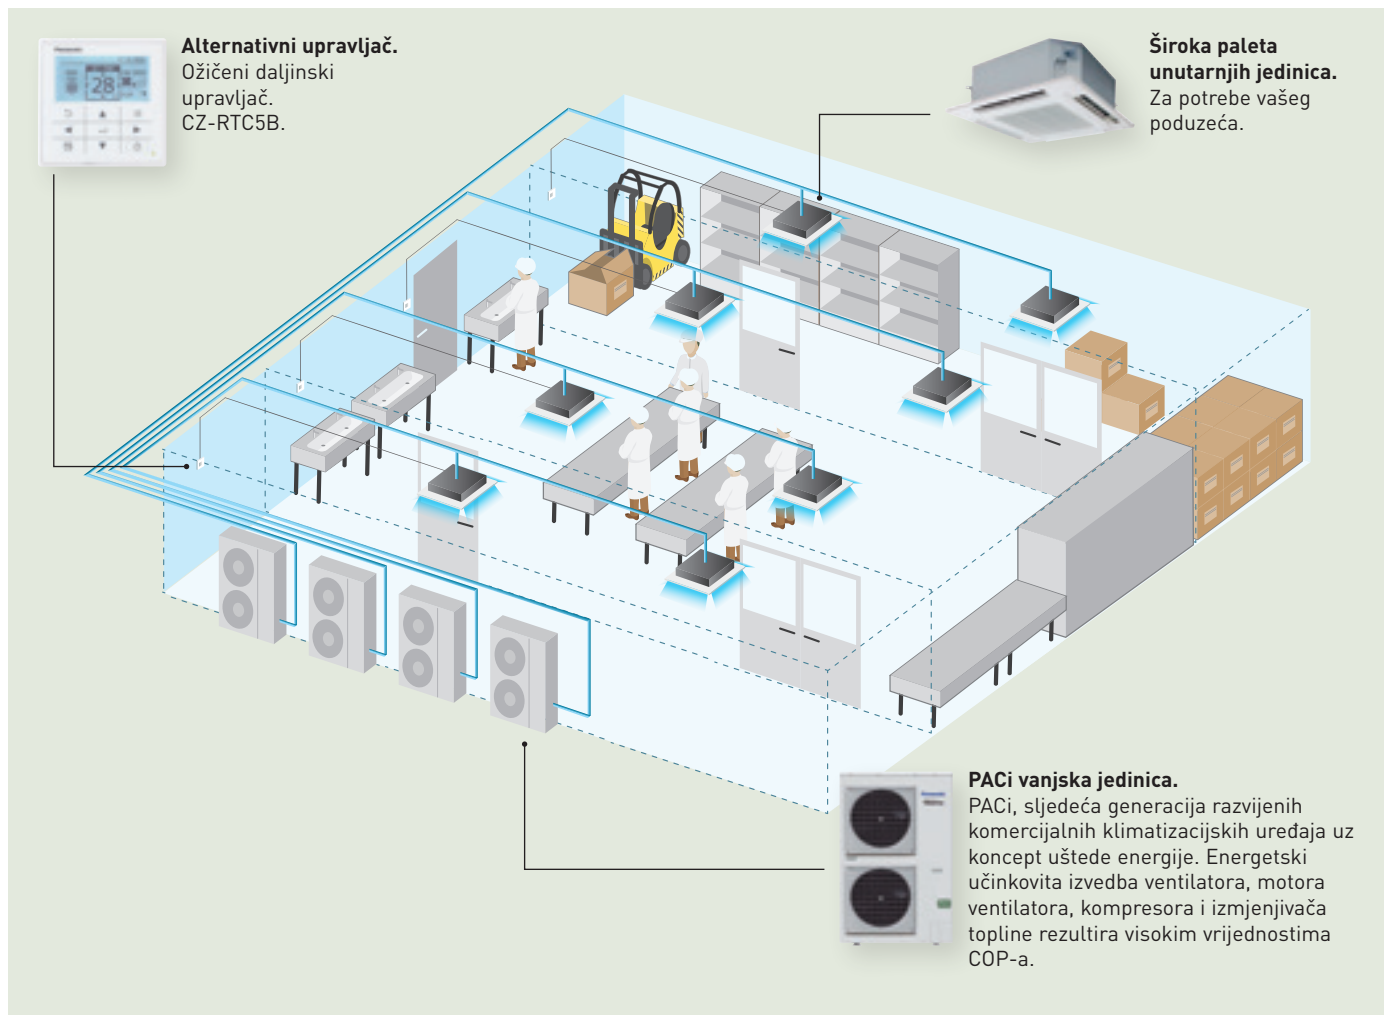 Alternativni upravljač.
Ožičeni daljinski
upravljač.
CZ-RTC5B.
Široka paleta
unutarnjih jedinica.
Za potrebe vašeg
poduzeća.
Panasonic
28
PACi vanjska jedinica.
PACi, sljedeća generacija razvijenih
komercijalnih klimatizacijskih uređaja uz
koncept uštede energije. Energetski
učinkovita izvedba ventilatora, motora
ventilatora, kompresora i izmjenjivača
topline rezultira visokim vrijednostima
COP-a.